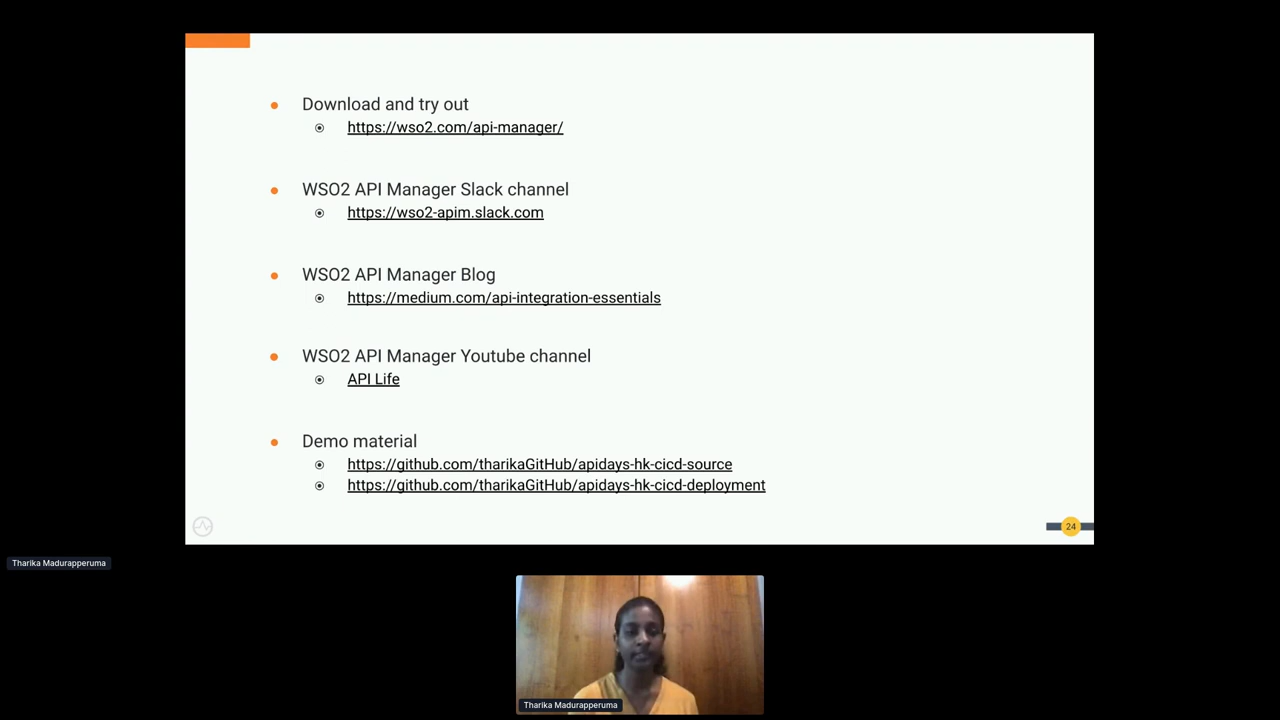 Download and try out
https://wso2.com/api-manager/
WSO2 API Manager Slack channel
https://wso2-apim.slack.com
WSO2 API Manager Blog
https://medium.com/api-integration-essentials
WSO2 API Manager Youtube channel
API Life
Demo material
https://github.com/tharikaGitHub/apidays-hk-cicd-source
https://github.com/tharikaGitHub/apidays-hk-cicd-deployment
24
Tharika Madurapperuma
Tharika Madurapperuma